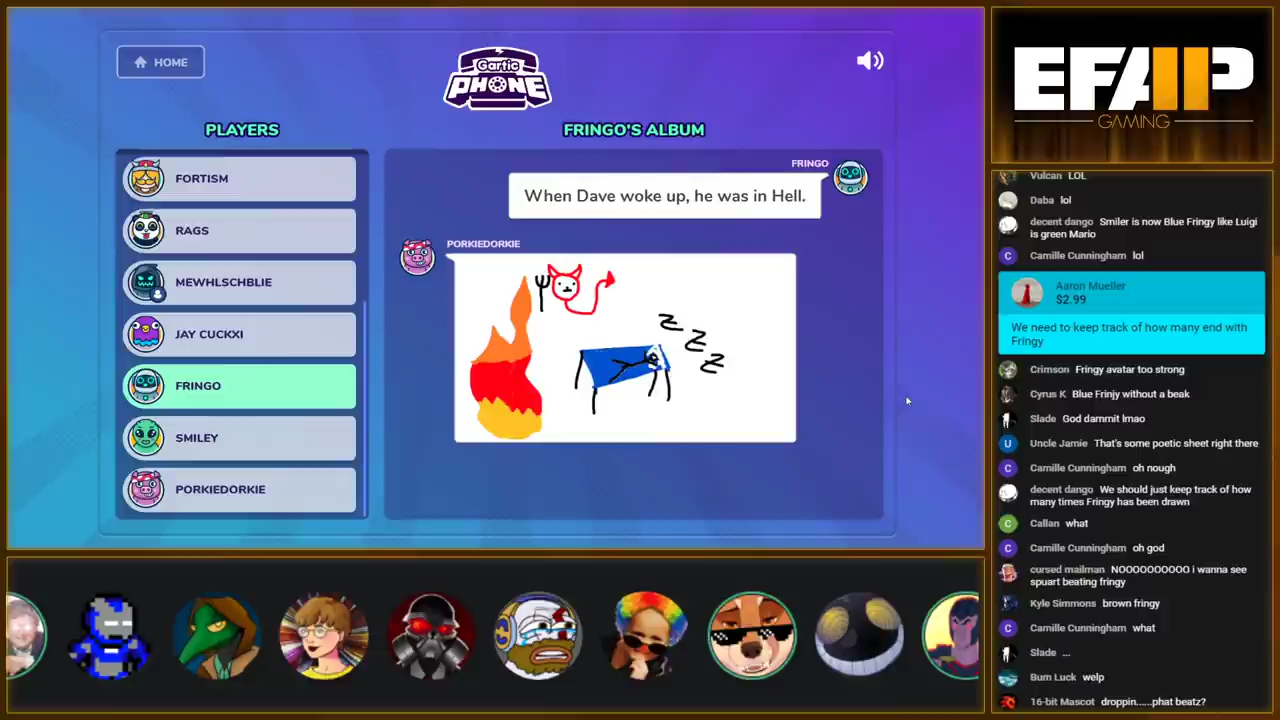 HOME
Gartic
PHONE
PLAYERS
FORTISM
RAGS
MEWHLSCHBLIE
JAY CUCKXI
FRINGO
SMILEY
PORKIEDORKIE
FRINGO'S ALBUM
FRINGO
When Dave woke up, he was in Hell.
PORKIEDORKIE
Z
Z
Z
EFAP
GAMING
Vulcan LOL
Daba lol
decent dango Smiler is now Blue Fringy like Luigi
is green Mario
Camille Cunningham lol
Aaron Mueller
$2.99
We need to keep track of how many end with
Fringy
Crimson Fringy avatar too strong
Cyrus K Blue Frinjy without a beak
Slade God dammit lmao
U Uncle Jamie That's some poetic sheet right there
C Camille Cunningham oh nough
decent dango We should just keep track of how
many times Fringy has been drawn
C Callan what
C Camille Cunningham oh god
cursed mailman NOOOOOOOOO i wanna see
spuart beating fringy
Kyle Simmons brown fringy
C Camille Cunningham what
Slade ...
Bum Luck welp
16-bit Mascot droppin......phat beatz?